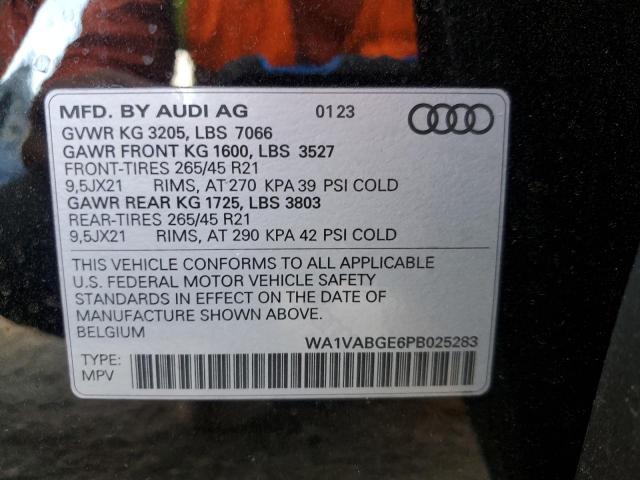 MFD. BY AUDI AG 0123
GVWR KG 3205, LBS 7066
GAWR FRONT KG 1600, LBS 3527
FRONT-TIRES 265/45 R21
9,5JX21 RIMS, AT 270 KPA 39 PSI COLD
GAWR REAR KG 1725, LBS 3803
REAR-TIRES 265/45 R21
9,5JX21 RIMS, AT 290 KPA 42 PSI COLD
THIS VEHICLE CONFORMS TO ALL APPLICABLE
U.S. FEDERAL MOTOR VEHICLE SAFETY
STANDARDS IN EFFECT ON THE DATE OF
MANUFACTURE SHOWN ABOVE.
BELGIUM WA1VABGE6PB025283
TYPE:
MPV